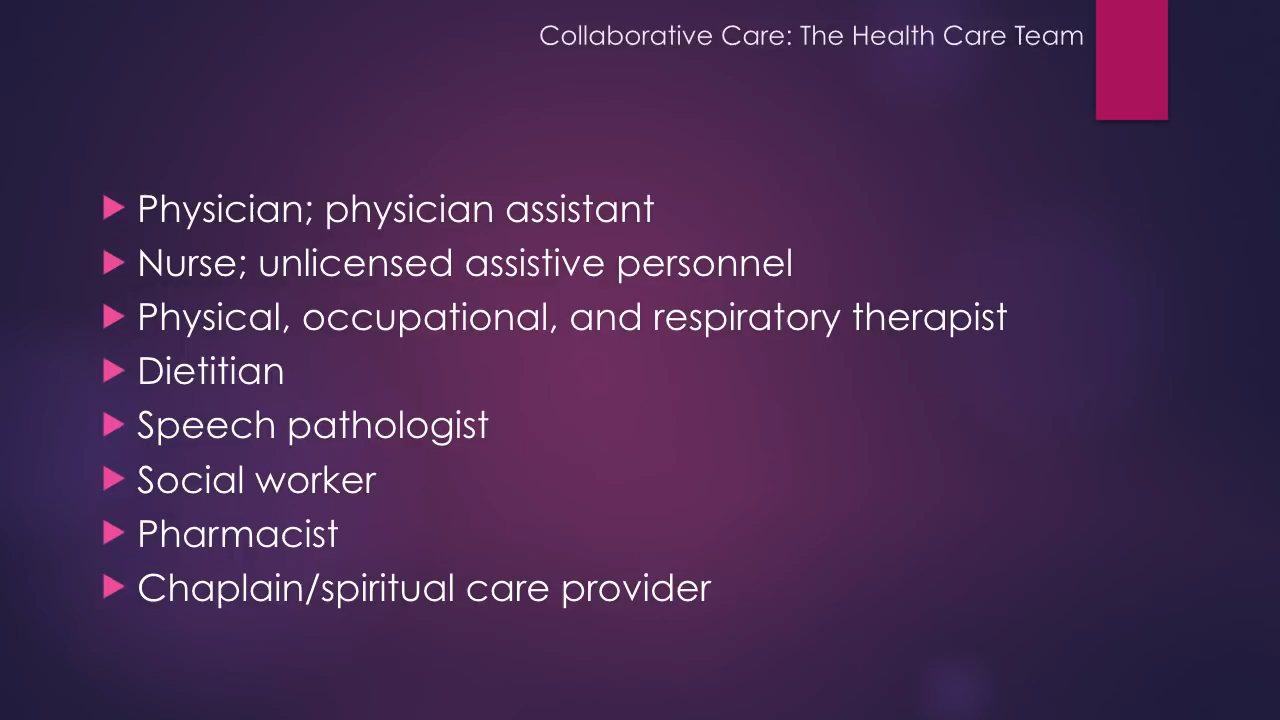 Collaborative Care: The Health Care Team
Physician; physician assistant
Nurse; unlicensed assistive personnel
Physical, occupational, and respiratory therapist
Dietitian
Speech pathologist
Social worker
Pharmacist
Chaplain/spiritual care provider